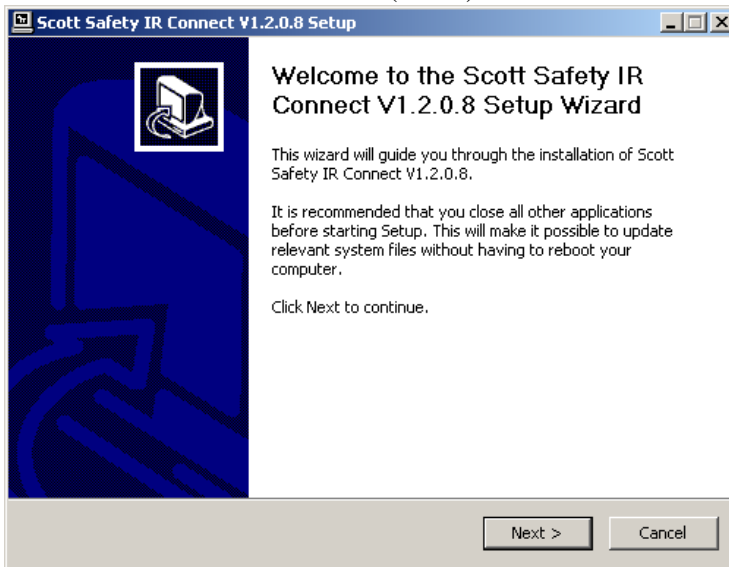 Scott Safety IR Connect V1.2.0.8 Setup
Welcome to the Scott Safety IR
Connect V1.2.0.8 Setup Wizard
This wizard will guide you through the installation of Scott
Safety IR Connect V1.2.0.8.
It is recommended that you close all other applications
before starting Setup. This will make it possible to update
relevant system files without having to reboot your
computer.
Click Next to continue.
Next >
Cancel